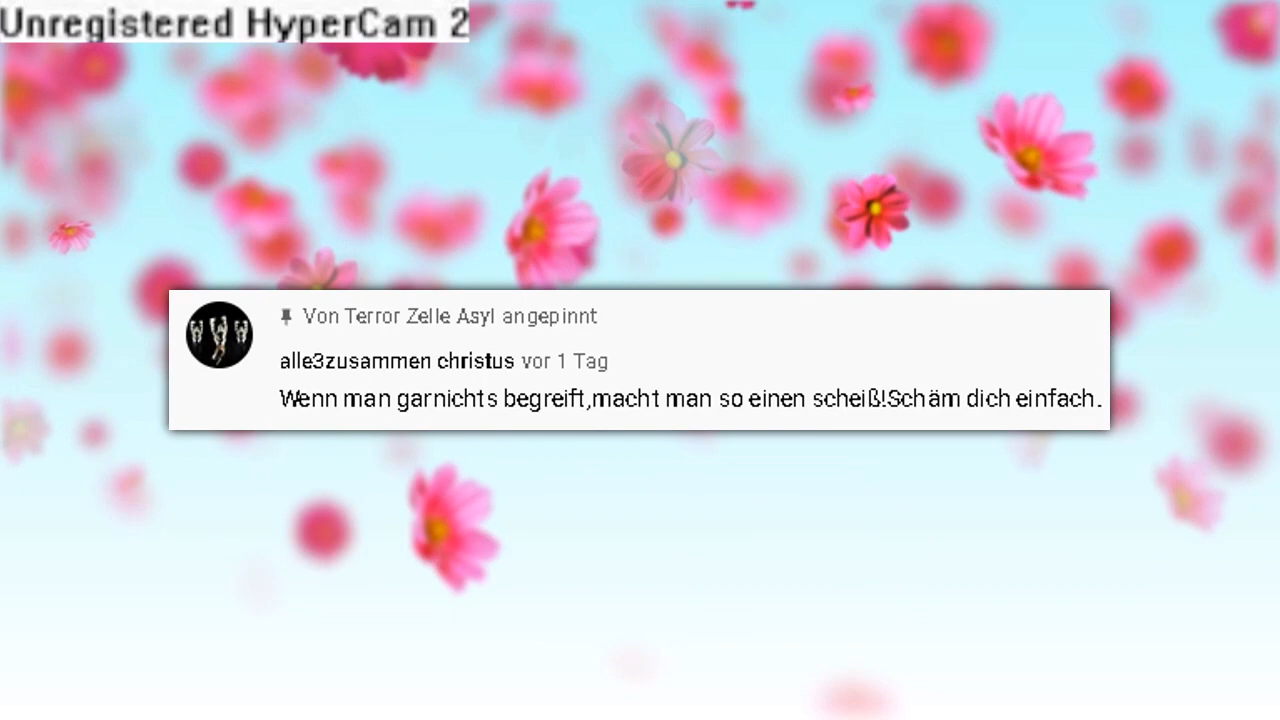 Unregistered HyperCam 2
Von Terror Zelle Asyl angepinnt
alle3zusammen christus vor 1 Tag
Wenn man garnichts begreift,macht man so einen scheiß!Schäm dich einfach.